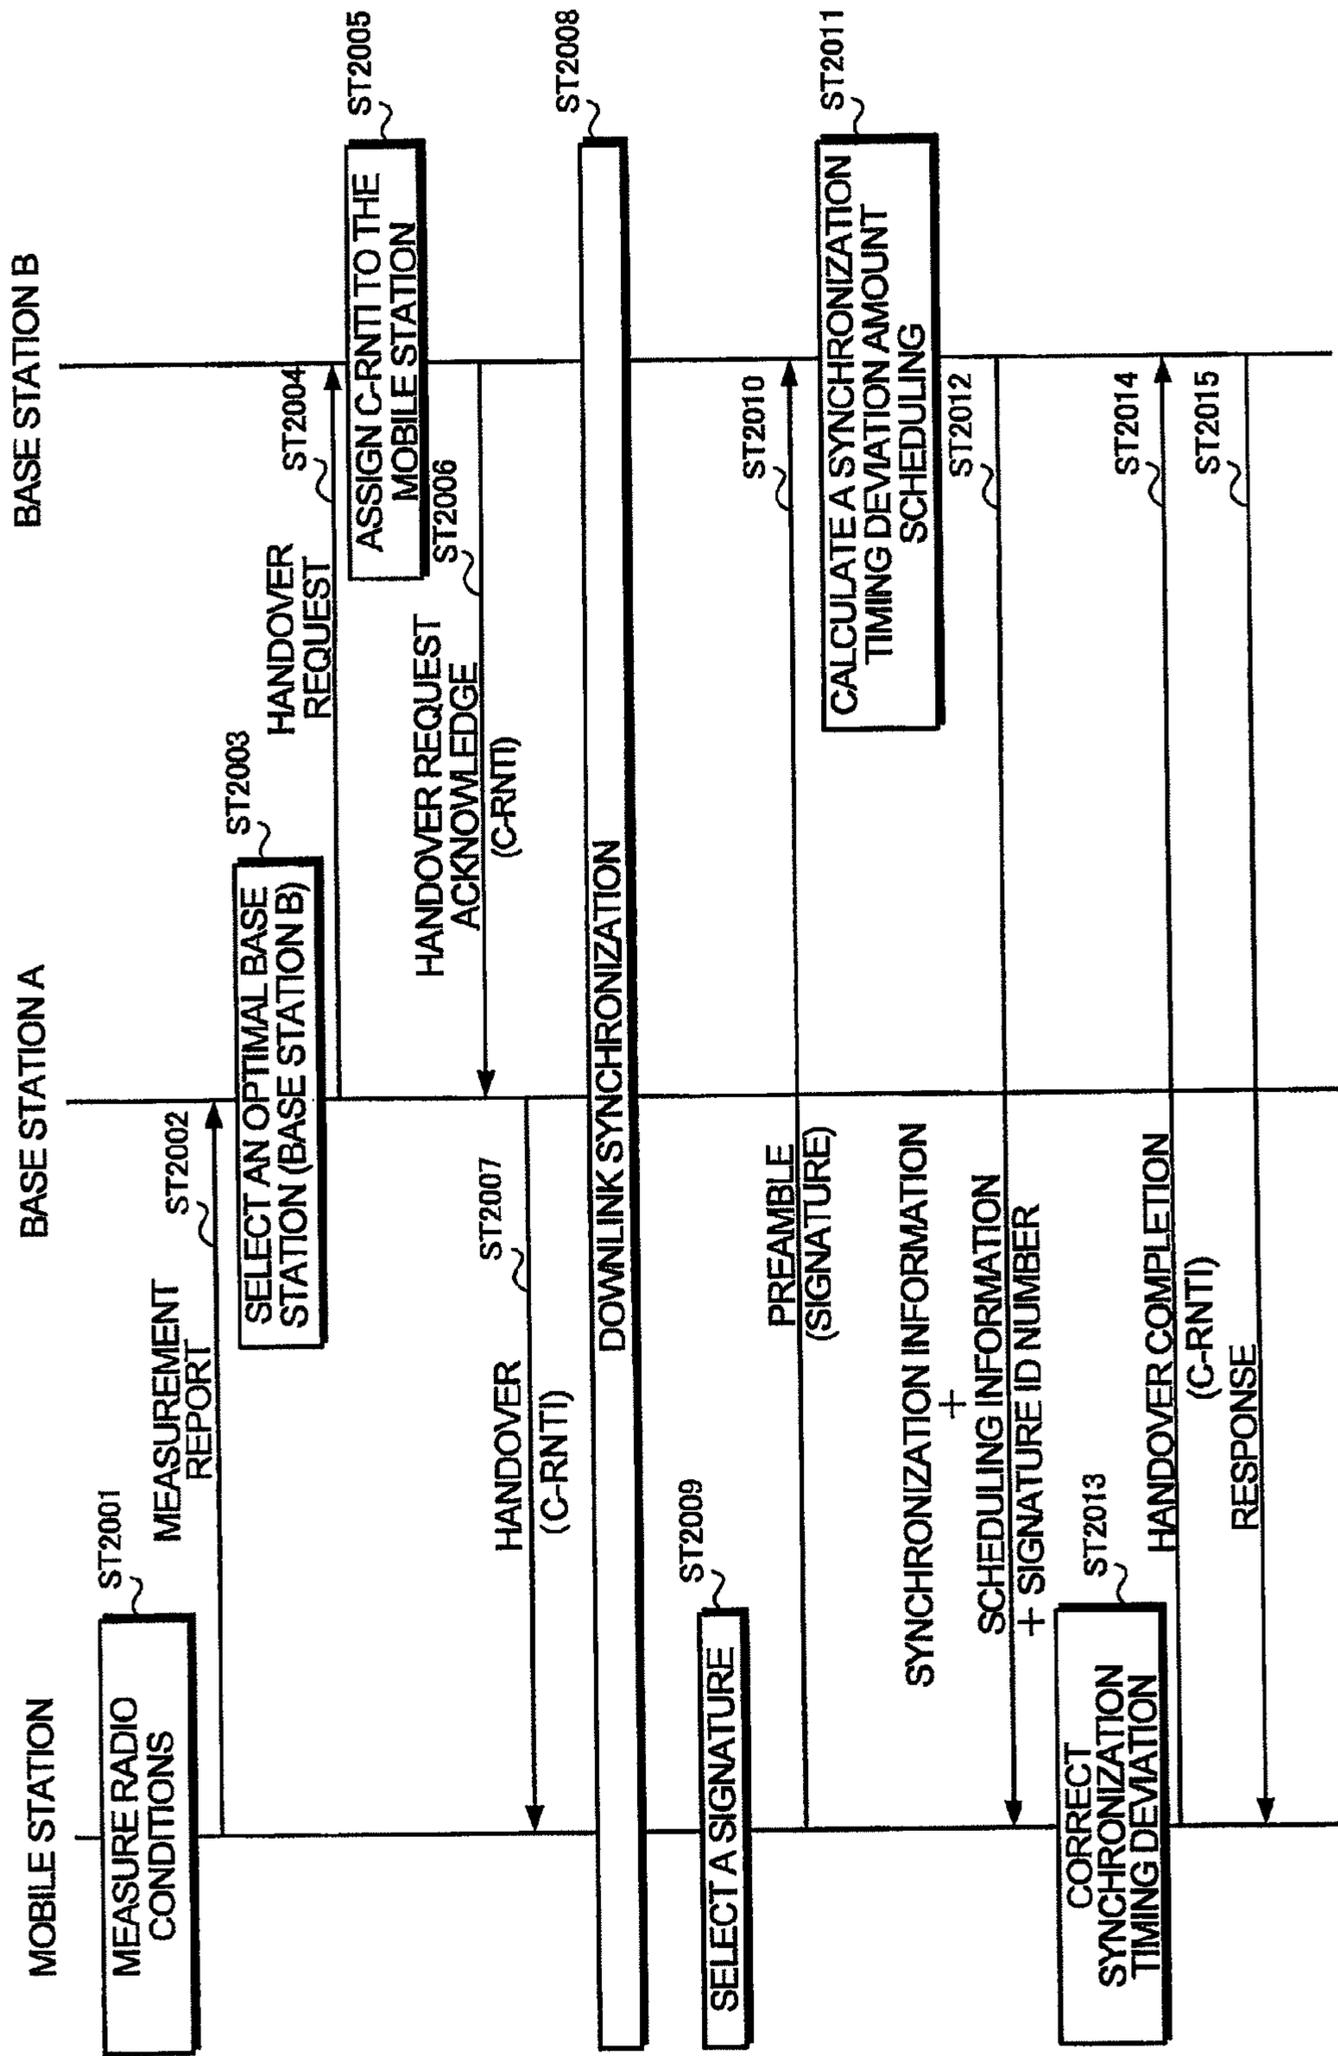 MOBILE STATION
BASE STATION A
BASE STATION B
MEASURE RADIO
CONDITIONS
ST2001
MEASUREMENT
REPORT
ST2002
SELECT AN OPTIMAL BASE
STATION (BASE STATION B)
ST2003
HANDOVER
REQUEST
ST2004
ASSIGN C-RNTI TO THE
MOBILE STATION
ST2005
HANDOVER REQUEST
ACKNOWLEDGE
(C-RNTI)
ST2006
HANDOVER
(C-RNTI)
ST2007
DOWNLINK SYNCHRONIZATION
ST2008
SELECT A SIGNATURE
ST2009
PREAMBLE
(SIGNATURE)
ST2010
CALCULATE A SYNCHRONIZATION
TIMING DEVIATION AMOUNT
SCHEDULING
ST2011
SYNCHRONIZATION INFORMATION
+
SCHEDULING INFORMATION
+ SIGNATURE ID NUMBER
ST2012
CORRECT
SYNCHRONIZATION
TIMING DEVIATION
ST2013
HANDOVER COMPLETION
(C-RNTI)
ST2014
RESPONSE
ST2015